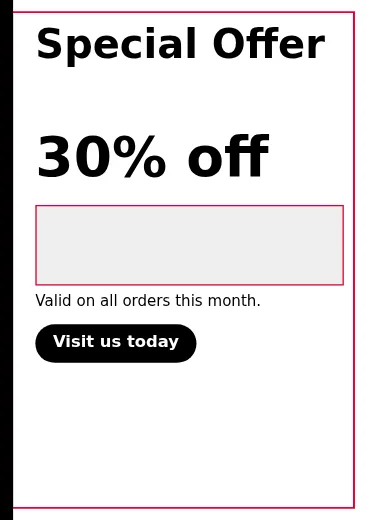 Special Offer
30% off
Valid on all orders this month.
Visit us today